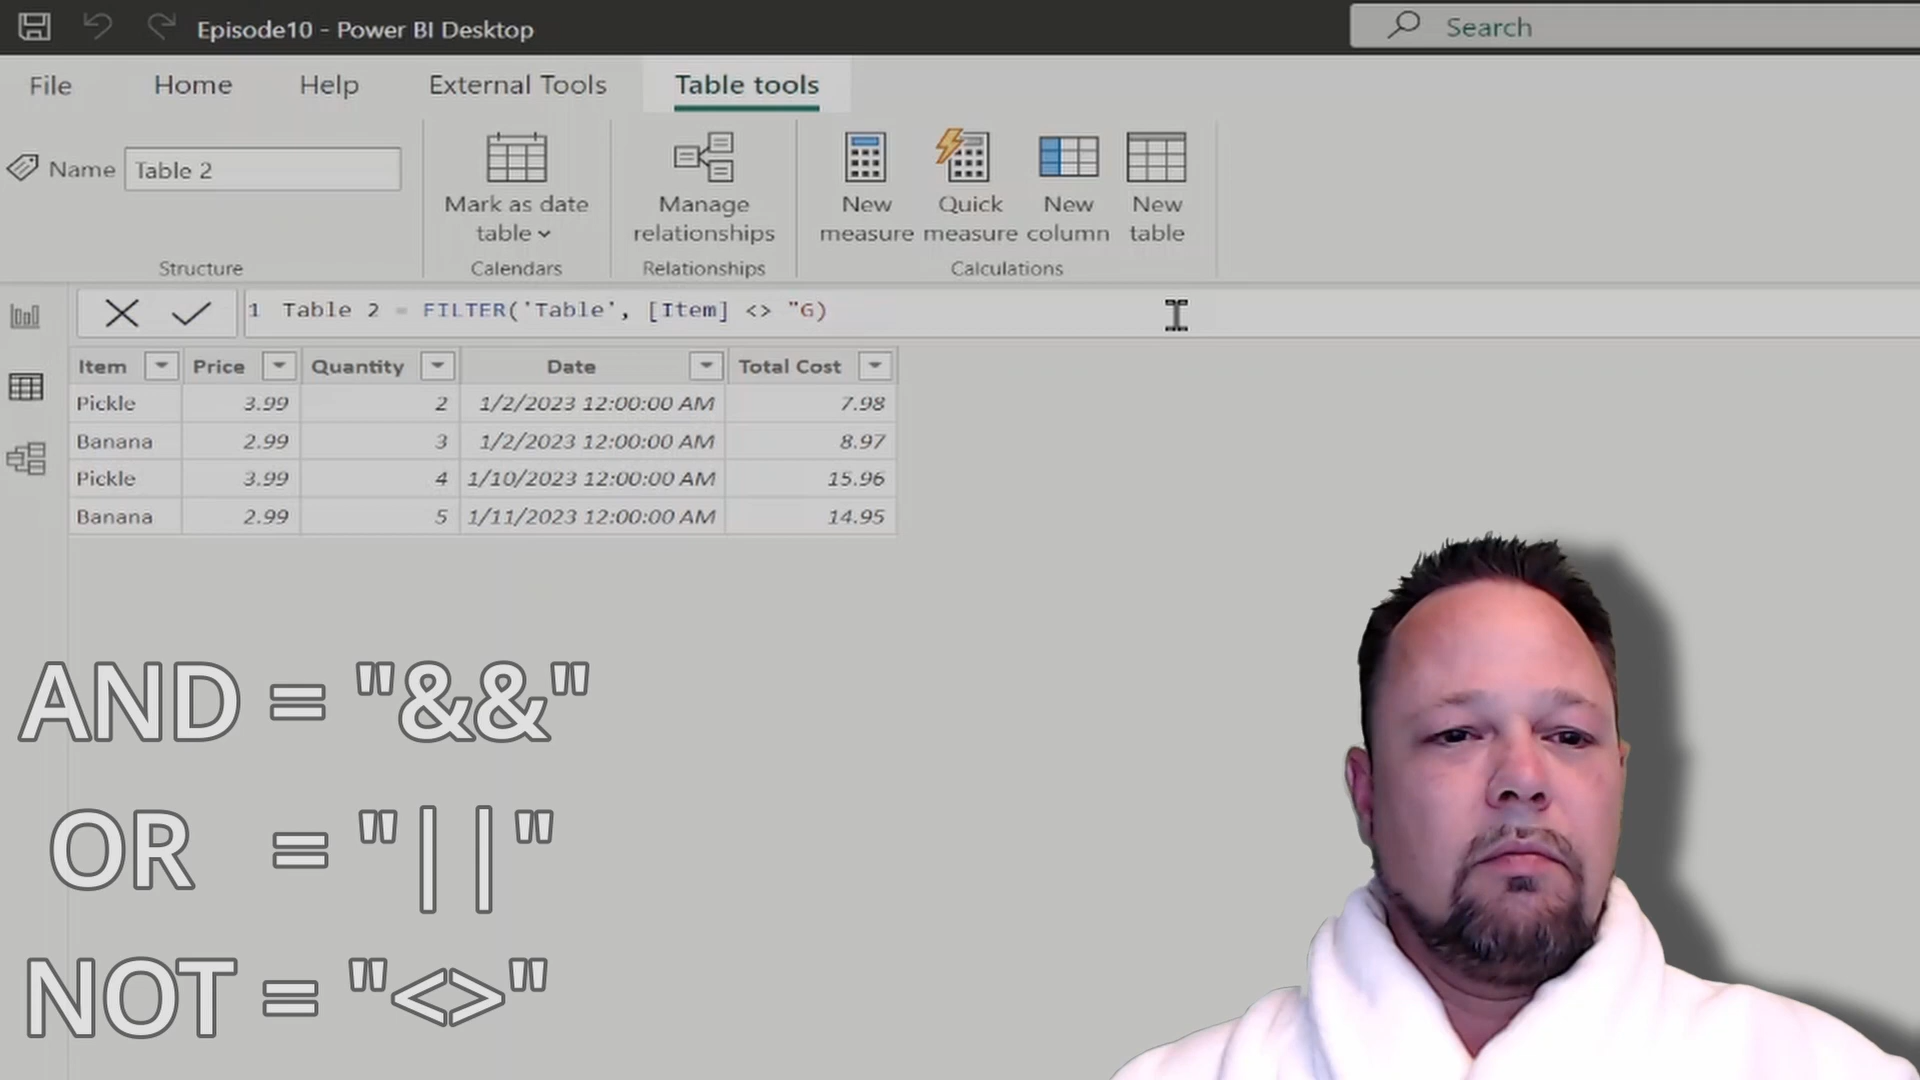 Episode10 - Power BI Desktop
Search
File Home Help External Tools Table tools
Name Table 2
Mark as date table
Manage relationships
New measure
Quick measure
New column
New table
Structure Calendars Relationships Calculations
1 Table 2 = FILTER('Table', [Item] <> "G)
Item Price Quantity Date Total Cost
Pickle 3.99 2 1/2/2023 12:00:00 AM 7.98
Banana 2.99 3 1/2/2023 12:00:00 AM 8.97
Pickle 3.99 4 1/10/2023 12:00:00 AM 15.96
Banana 2.99 5 1/11/2023 12:00:00 AM 14.95
AND = "&&"
OR = "||"
NOT = "<>"